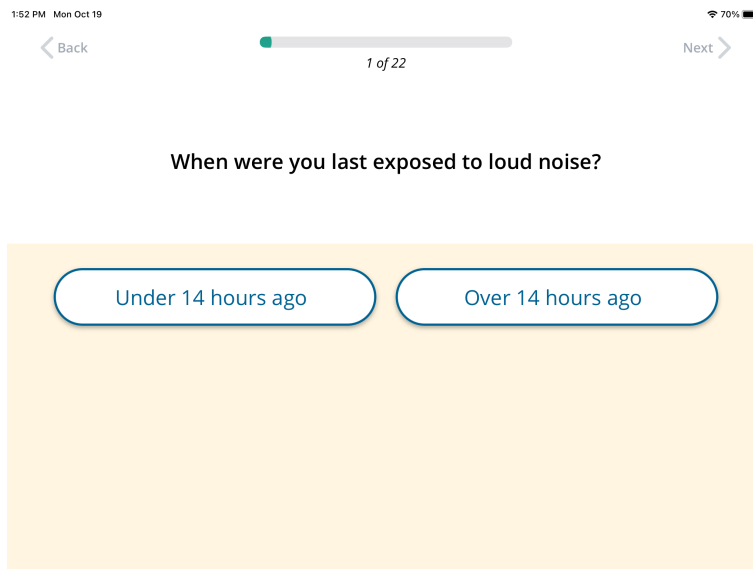 1:52 PM Mon Oct 19 70%
Back Next
1 of 22
When were you last exposed to loud noise?
Under 14 hours ago Over 14 hours ago